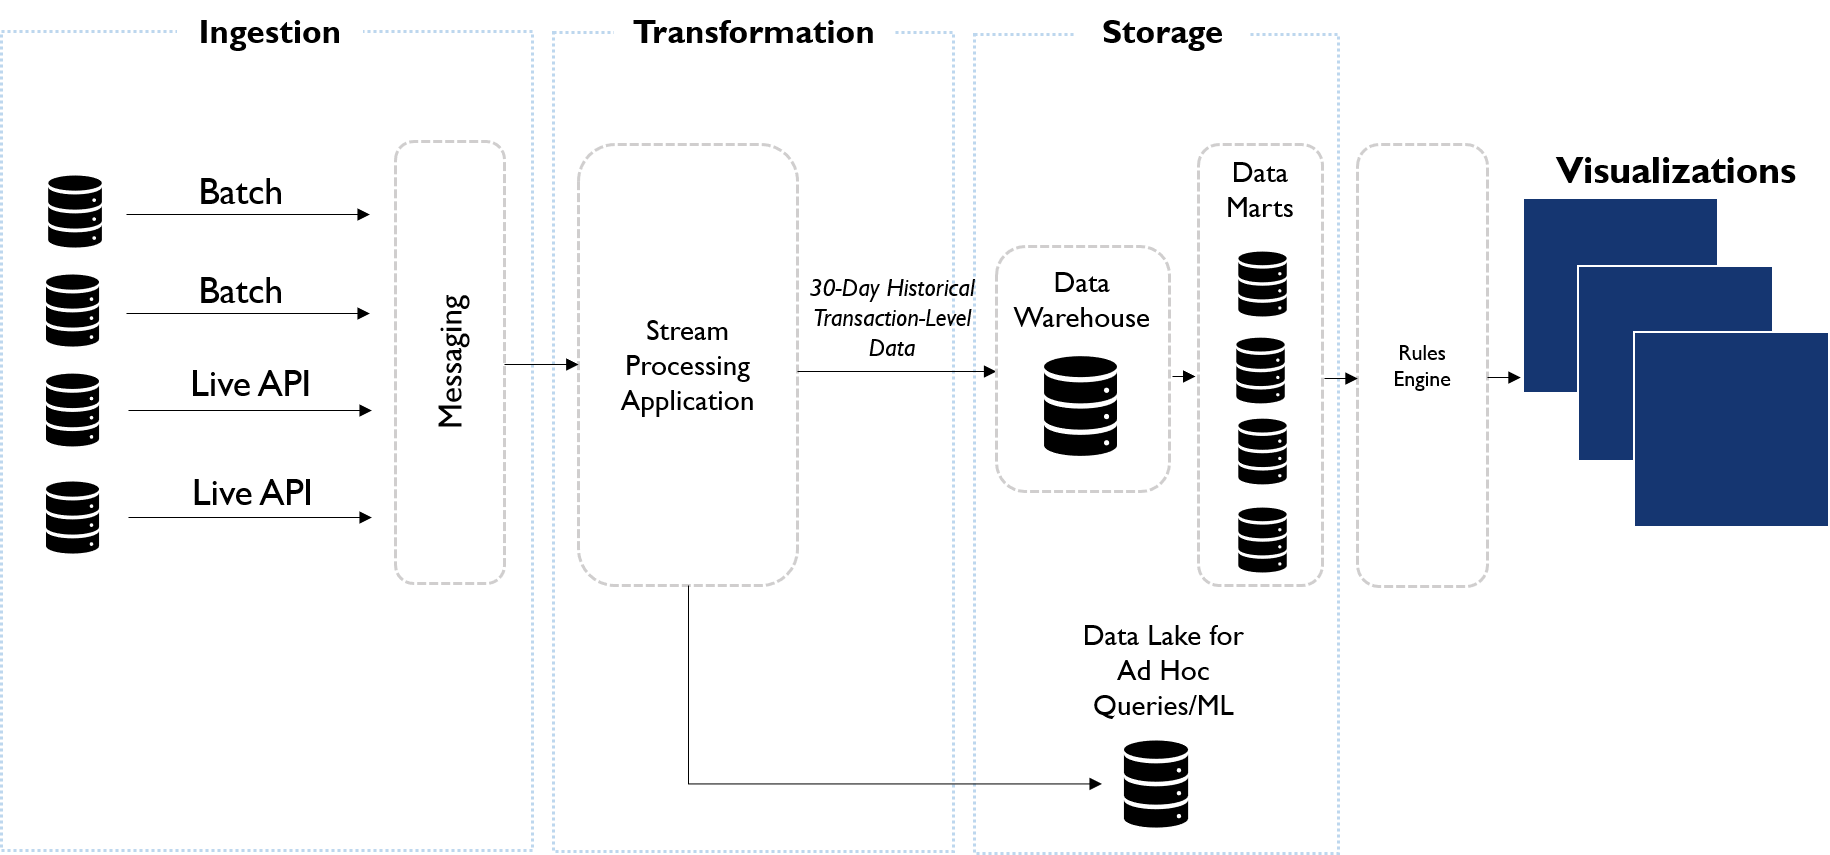 Ingestion
Transformation
Storage
Batch
Batch
Live API
Live API
Messaging
Stream
Processing
Application
30-Day Historical
Transaction-Level
Data
Data
Warehouse
Data
Marts
Data Lake for
Ad Hoc
Queries/ML
Rules
Engine
Visualizations